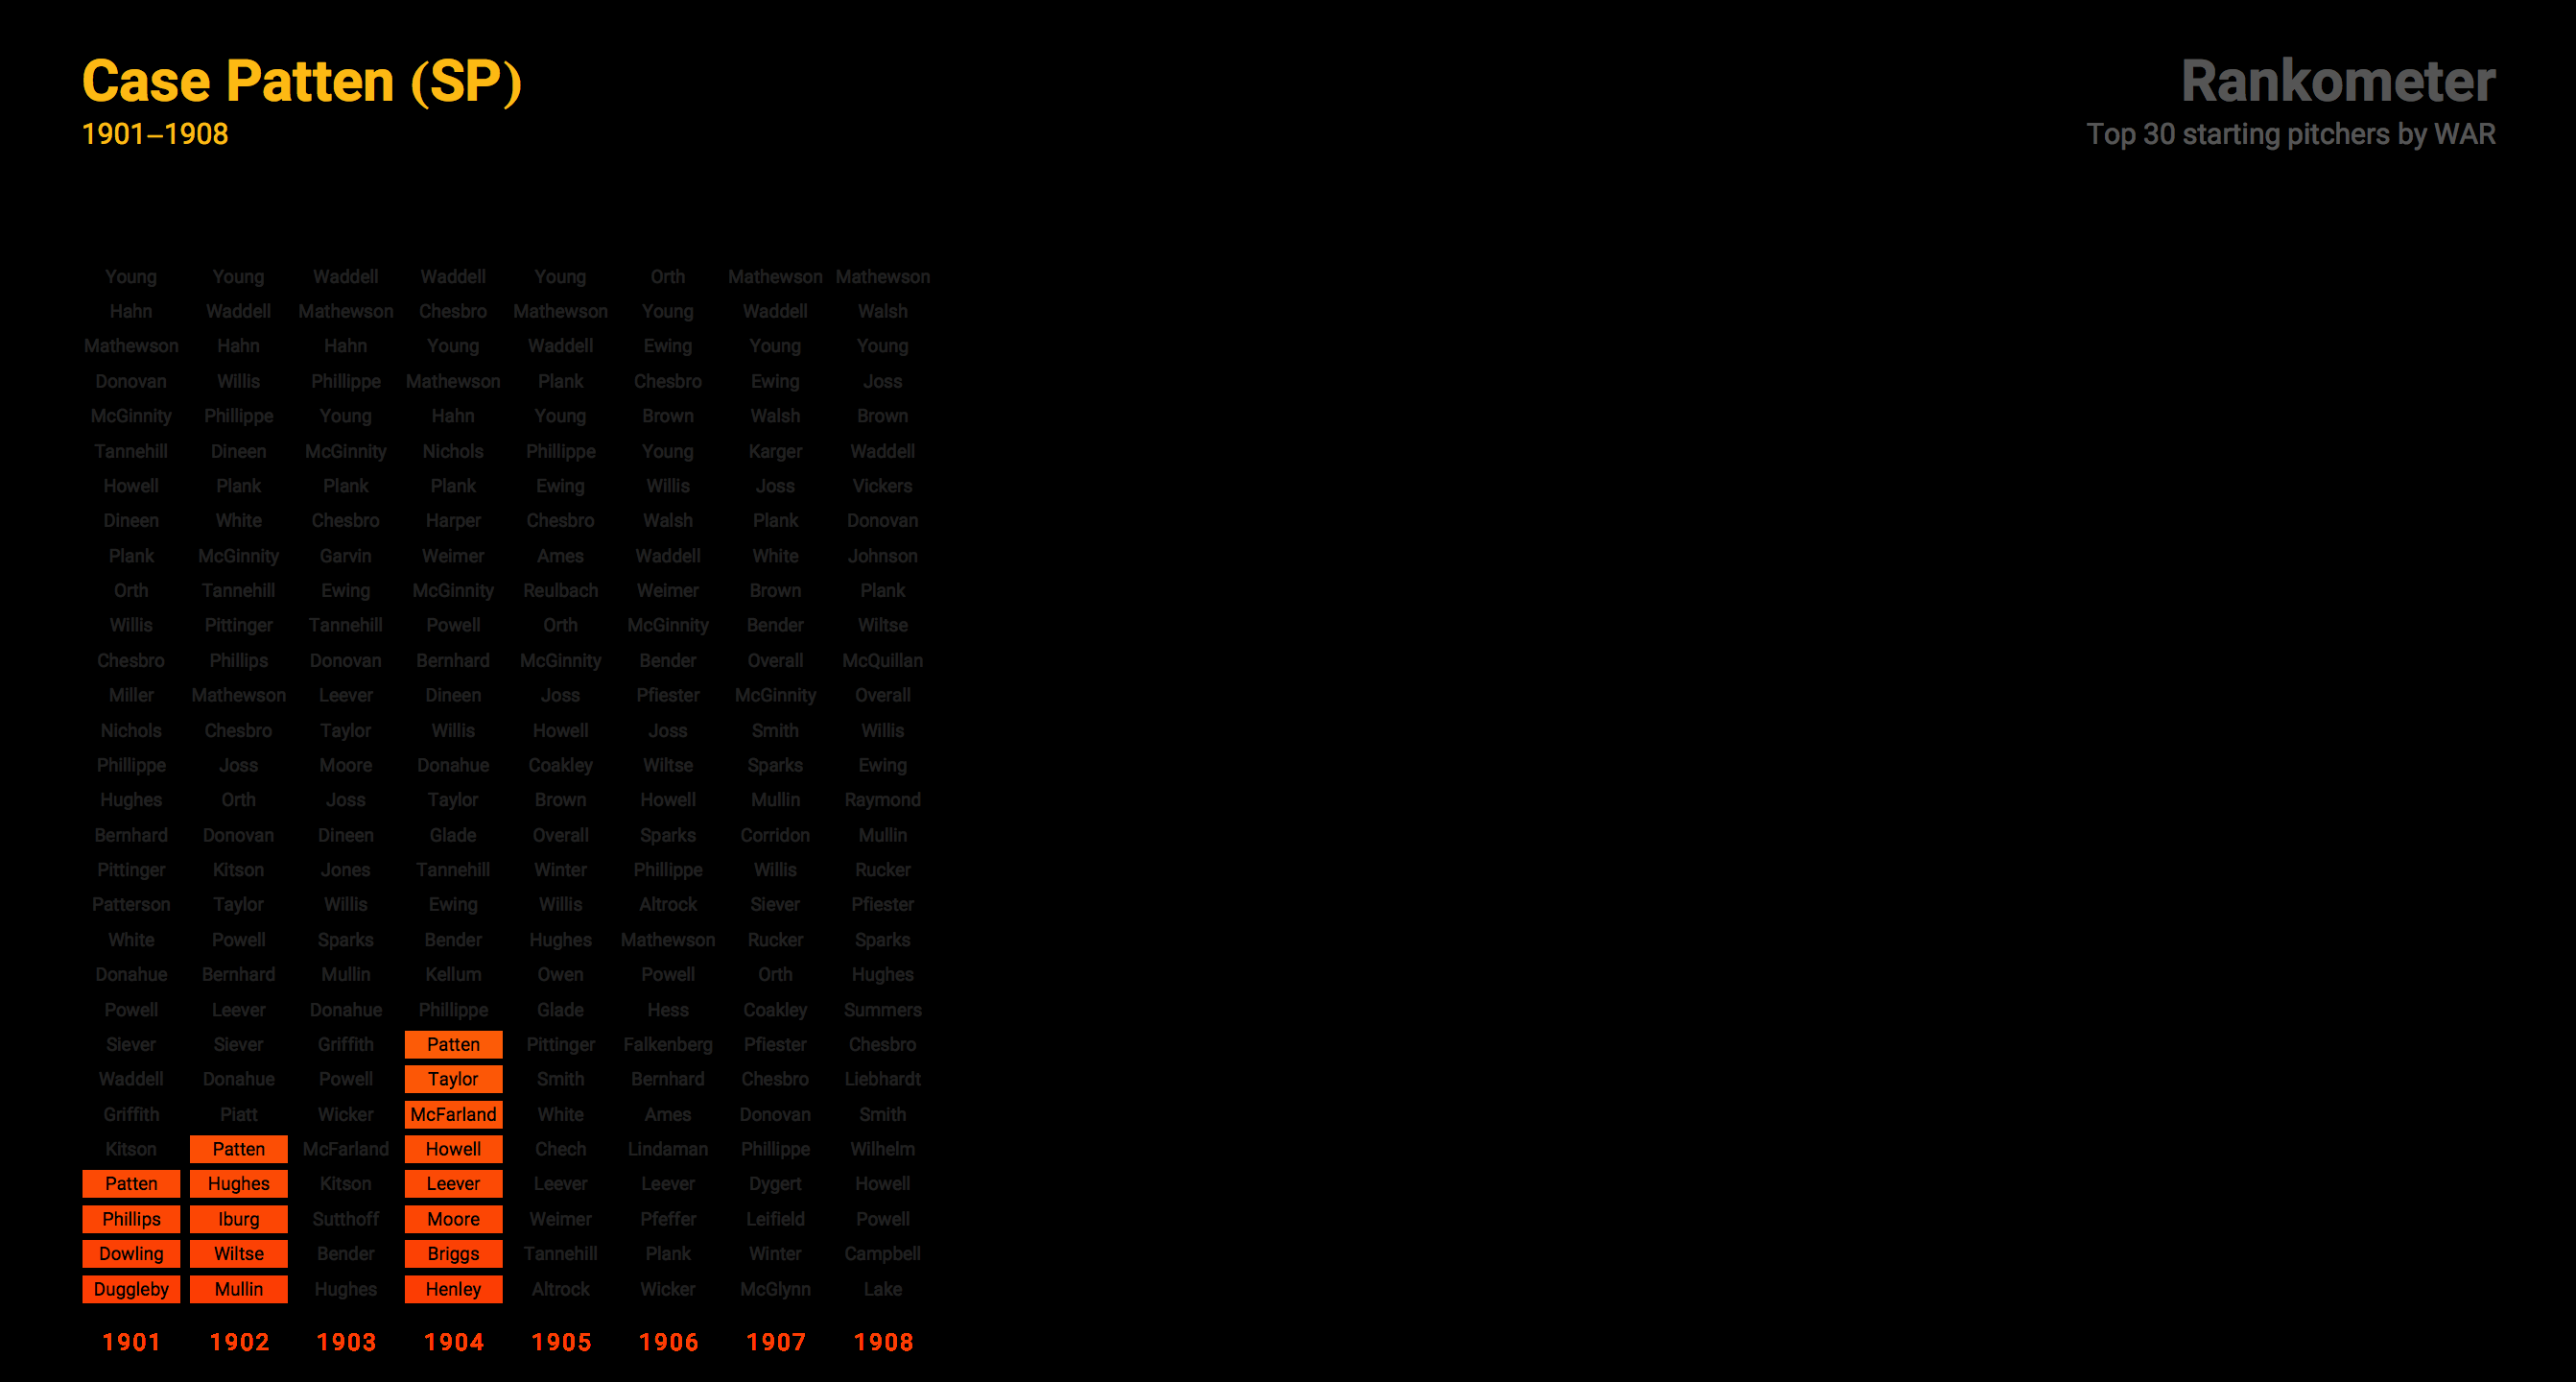 Case Patten (SP)
1901–1908
Rankometer
Top 30 starting pitchers by WAR
Young Young Waddell Waddell Young Orth Mathewson Mathewson
Hahn Waddell Mathewson Chesbro Mathewson Young Waddell Walsh
Mathewson Hahn Hahn Young Waddell Ewing Young Young
Donovan Willis Phillippe Mathewson Plank Chesbro Ewing Joss
McGinnity Phillippe Young Hahn Young Brown Walsh Brown
Tannehill Dineen McGinnity Nichols Phillippe Young Karger Waddell
Howell Plank Plank Plank Ewing Willis Joss Vickers
Dineen White Chesbro Harper Chesbro Walsh Plank Donovan
Plank McGinnity Garvin Weimer Ames Waddell White Johnson
Orth Tannehill Ewing McGinnity Reulbach Weimer Brown Plank
Willis Pittinger Tannehill Powell Orth McGinnity Bender Wiltse
Chesbro Phillips Donovan Bernhard McGinnity Bender Overall McQuillan
Miller Mathewson Leever Dineen Joss Pfiester McGinnity Overall
Nichols Chesbro Taylor Willis Howell Joss Smith Willis
Phillippe Joss Moore Donahue Coakley Wiltse Sparks Ewing
Hughes Orth Joss Taylor Brown Howell Mullin Raymond
Bernhard Donovan Dineen Glade Overall Sparks Corridon Mullin
Pittinger Kitson Jones Tannehill Winter Phillippe Willis Rucker
Patterson Taylor Willis Ewing Willis Altrock Siever Pfiester
White Powell Sparks Bender Hughes Mathewson Rucker Sparks
Donahue Bernhard Mullin Kellum Owen Powell Orth Hughes
Powell Leever Donahue Phillippe Glade Hess Coakley Summers
Siever Siever Griffith Patten Pittinger Falkenberg Pfiester Chesbro
Waddell Donahue Powell Taylor Smith Bernhard Chesbro Liebhardt
Griffith Piatt Wicker McFarland White Ames Donovan Smith
Kitson Patten McFarland Howell Chech Lindaman Phillippe Wilhelm
Patten Hughes Kitson Leever Leever Leever Dygert Howell
Phillips Iburg Sutthoff Moore Weimer Pfeffer Leifield Powell
Dowling Wiltse Bender Briggs Tannehill Plank Winter Campbell
Duggleby Mullin Hughes Henley Altrock Wicker McGlynn Lake
1901 1902 1903 1904 1905 1906 1907 1908